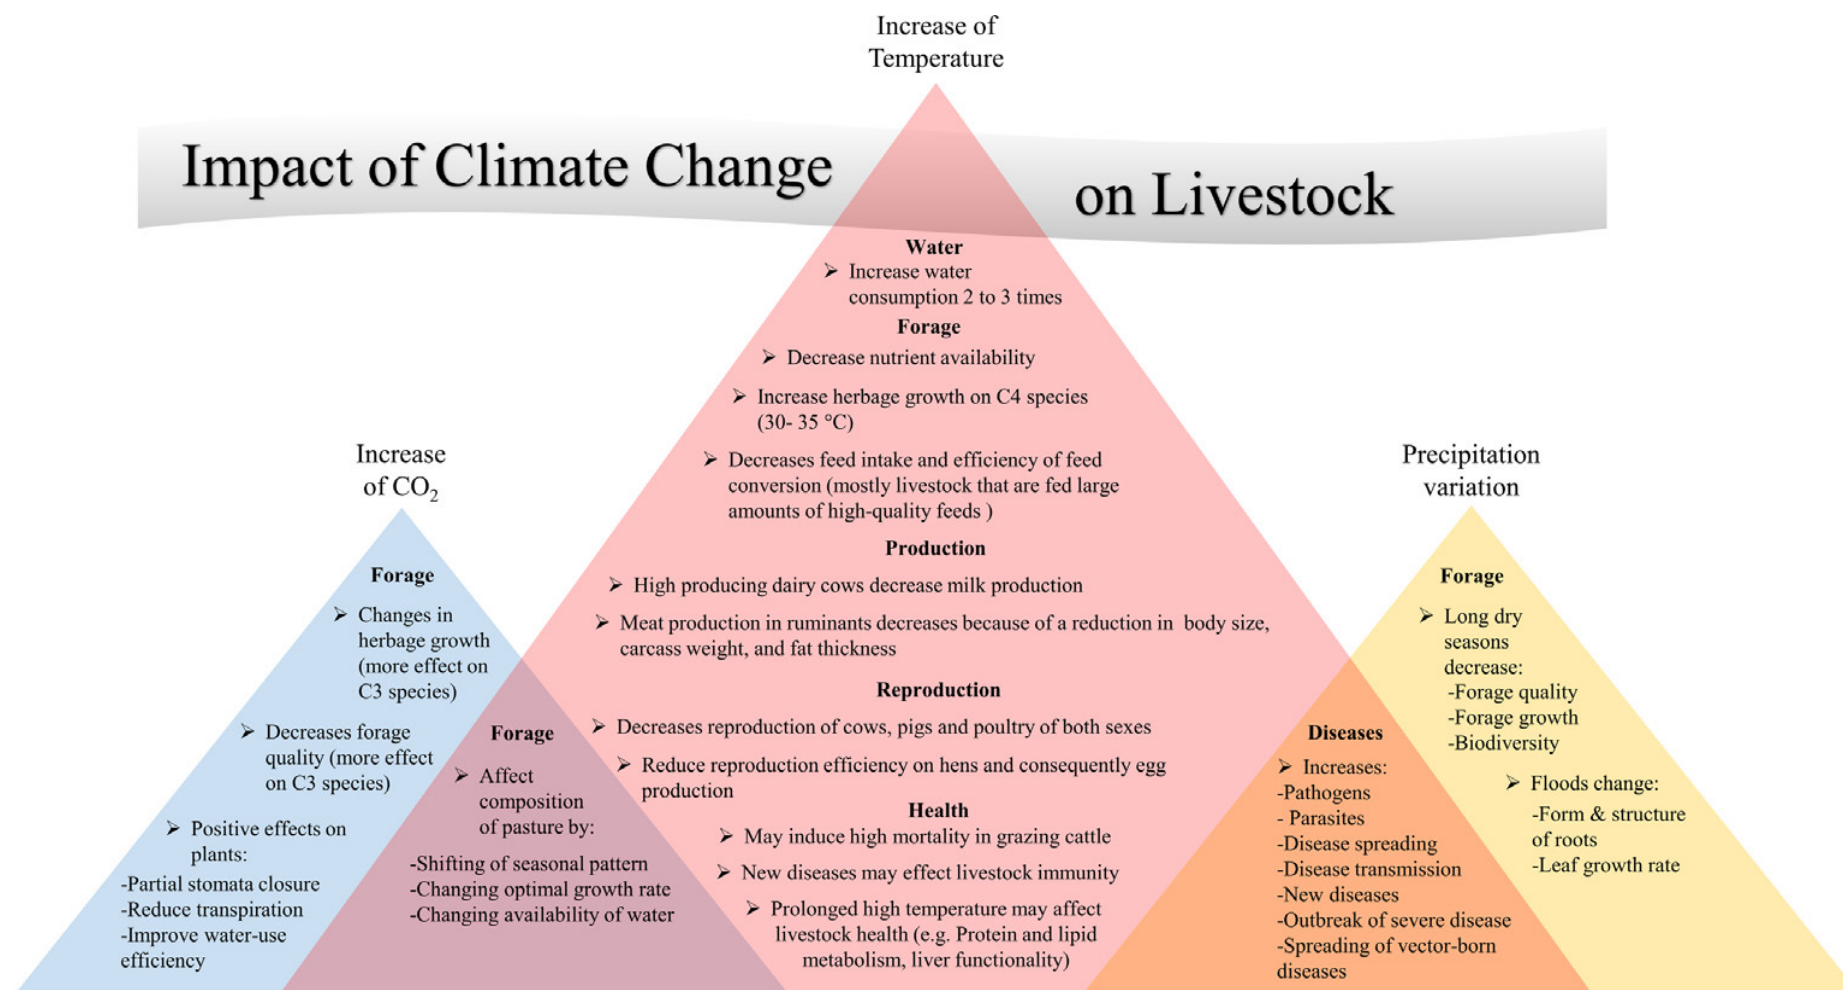 Increase of
Temperature
Impact of Climate Change
on Livestock
Water
➢ Increase water
consumption 2 to 3 times
Forage
➢ Decrease nutrient availability
➢ Increase herbage growth on C4 species
(30- 35 °C)
➢ Decreases feed intake and efficiency of feed
conversion (mostly livestock that are fed large
amounts of high-quality feeds )
Production
➢ High producing dairy cows decrease milk production
➢ Meat production in ruminants decreases because of a reduction in body size,
carcass weight, and fat thickness
Reproduction
➢ Decreases reproduction of cows, pigs and poultry of both sexes
➢ Reduce reproduction efficiency on hens and consequently egg
production
Health
➢ May induce high mortality in grazing cattle
➢ New diseases may effect livestock immunity
➢ Prolonged high temperature may affect
livestock health (e.g. Protein and lipid
metabolism, liver functionality)
Increase
of CO₂
Forage
➢ Changes in
herbage growth
(more effect on
C3 species)
➢ Decreases forage
quality (more effect
on C3 species)
➢ Positive effects on
plants:
-Partial stomata closure
-Reduce transpiration
-Improve water-use
efficiency
Forage
➢ Affect
composition
of pasture by:
-Shifting of seasonal pattern
-Changing optimal growth rate
-Changing availability of water
Diseases
➢ Increases:
-Pathogens
- Parasites
-Disease spreading
-Disease transmission
-New diseases
-Outbreak of severe disease
-Spreading of vector-born
diseases
Precipitation
variation
Forage
➢ Long dry
seasons
decrease:
-Forage quality
-Forage growth
-Biodiversity
➢ Floods change:
-Form & structure
of roots
-Leaf growth rate